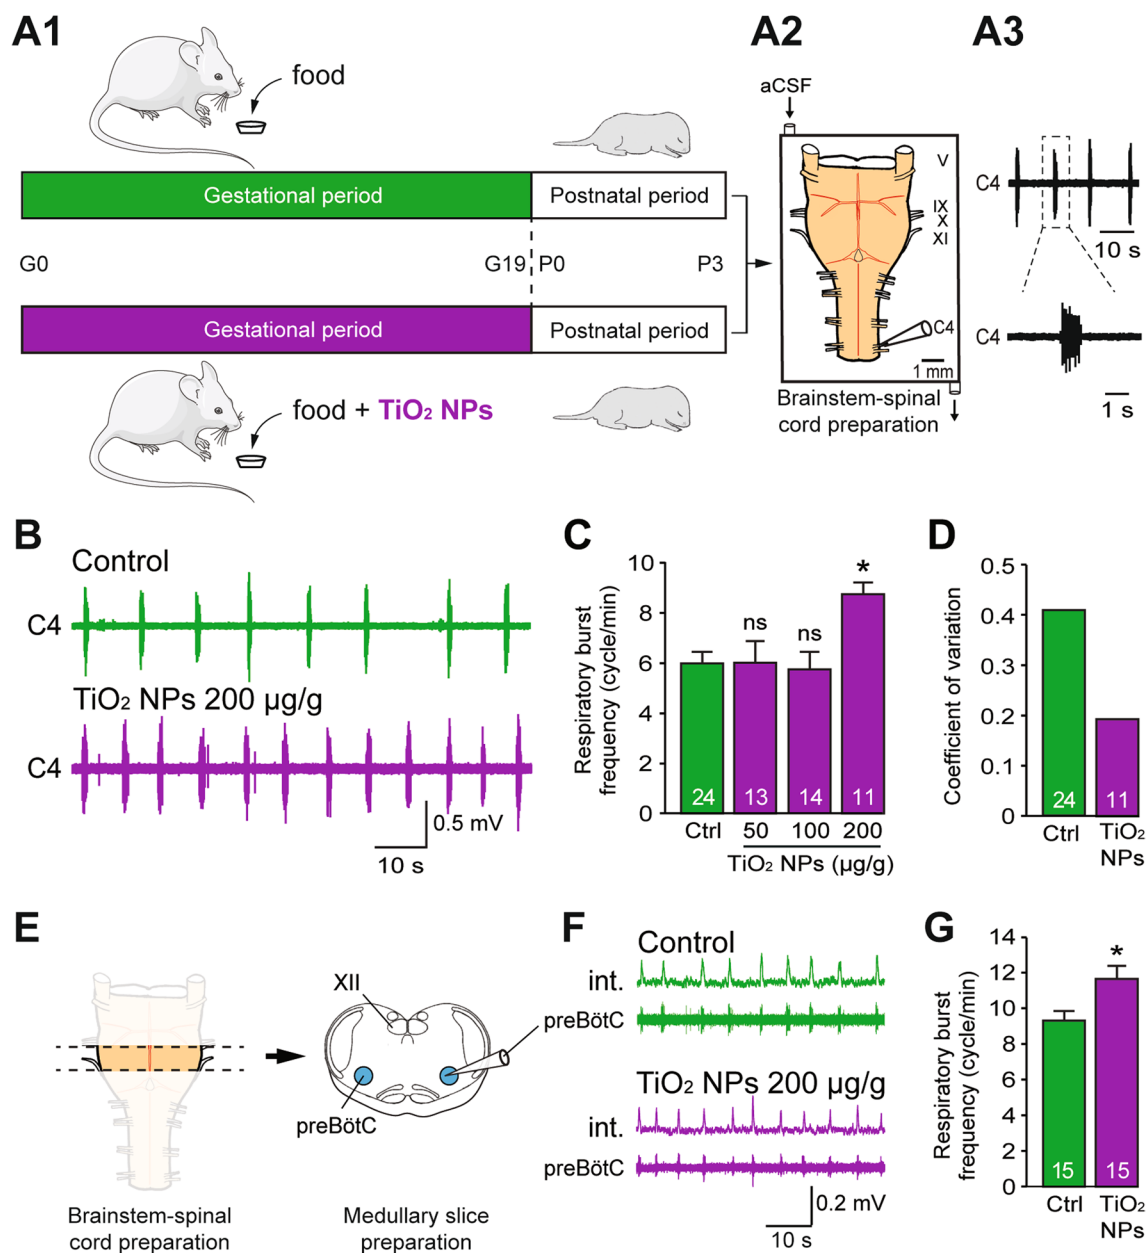 A1
food
Gestational period
Postnatal period
G0
G19
P0
P3
Gestational period
Postnatal period
food + TiO₂ NPs
A2
aCSF
V
IX
X
XI
C4
1 mm
Brainstem-spinal
cord preparation
A3
C4
10 s
C4
1 s
B
Control
C4
TiO₂ NPs 200 µg/g
C4
0.5 mV
10 s
C
Respiratory burst
frequency (cycle/min)
10
8
6
4
2
0
ns
ns
*
24
13
14
11
Ctrl
50
100
200
TiO₂ NPs (µg/g)
D
Coefficient of variation
0.5
0.4
0.3
0.2
0.1
0
24
11
Ctrl
TiO₂
NPs
E
XII
preBötC
Brainstem-spinal
cord preparation
Medullary slice
preparation
F
Control
int.
preBötC
TiO₂ NPs 200 µg/g
int.
preBötC
0.2 mV
10 s
G
Respiratory burst
frequency (cycle/min)
14
12
10
8
6
4
2
0
*
15
15
Ctrl
TiO₂
NPs